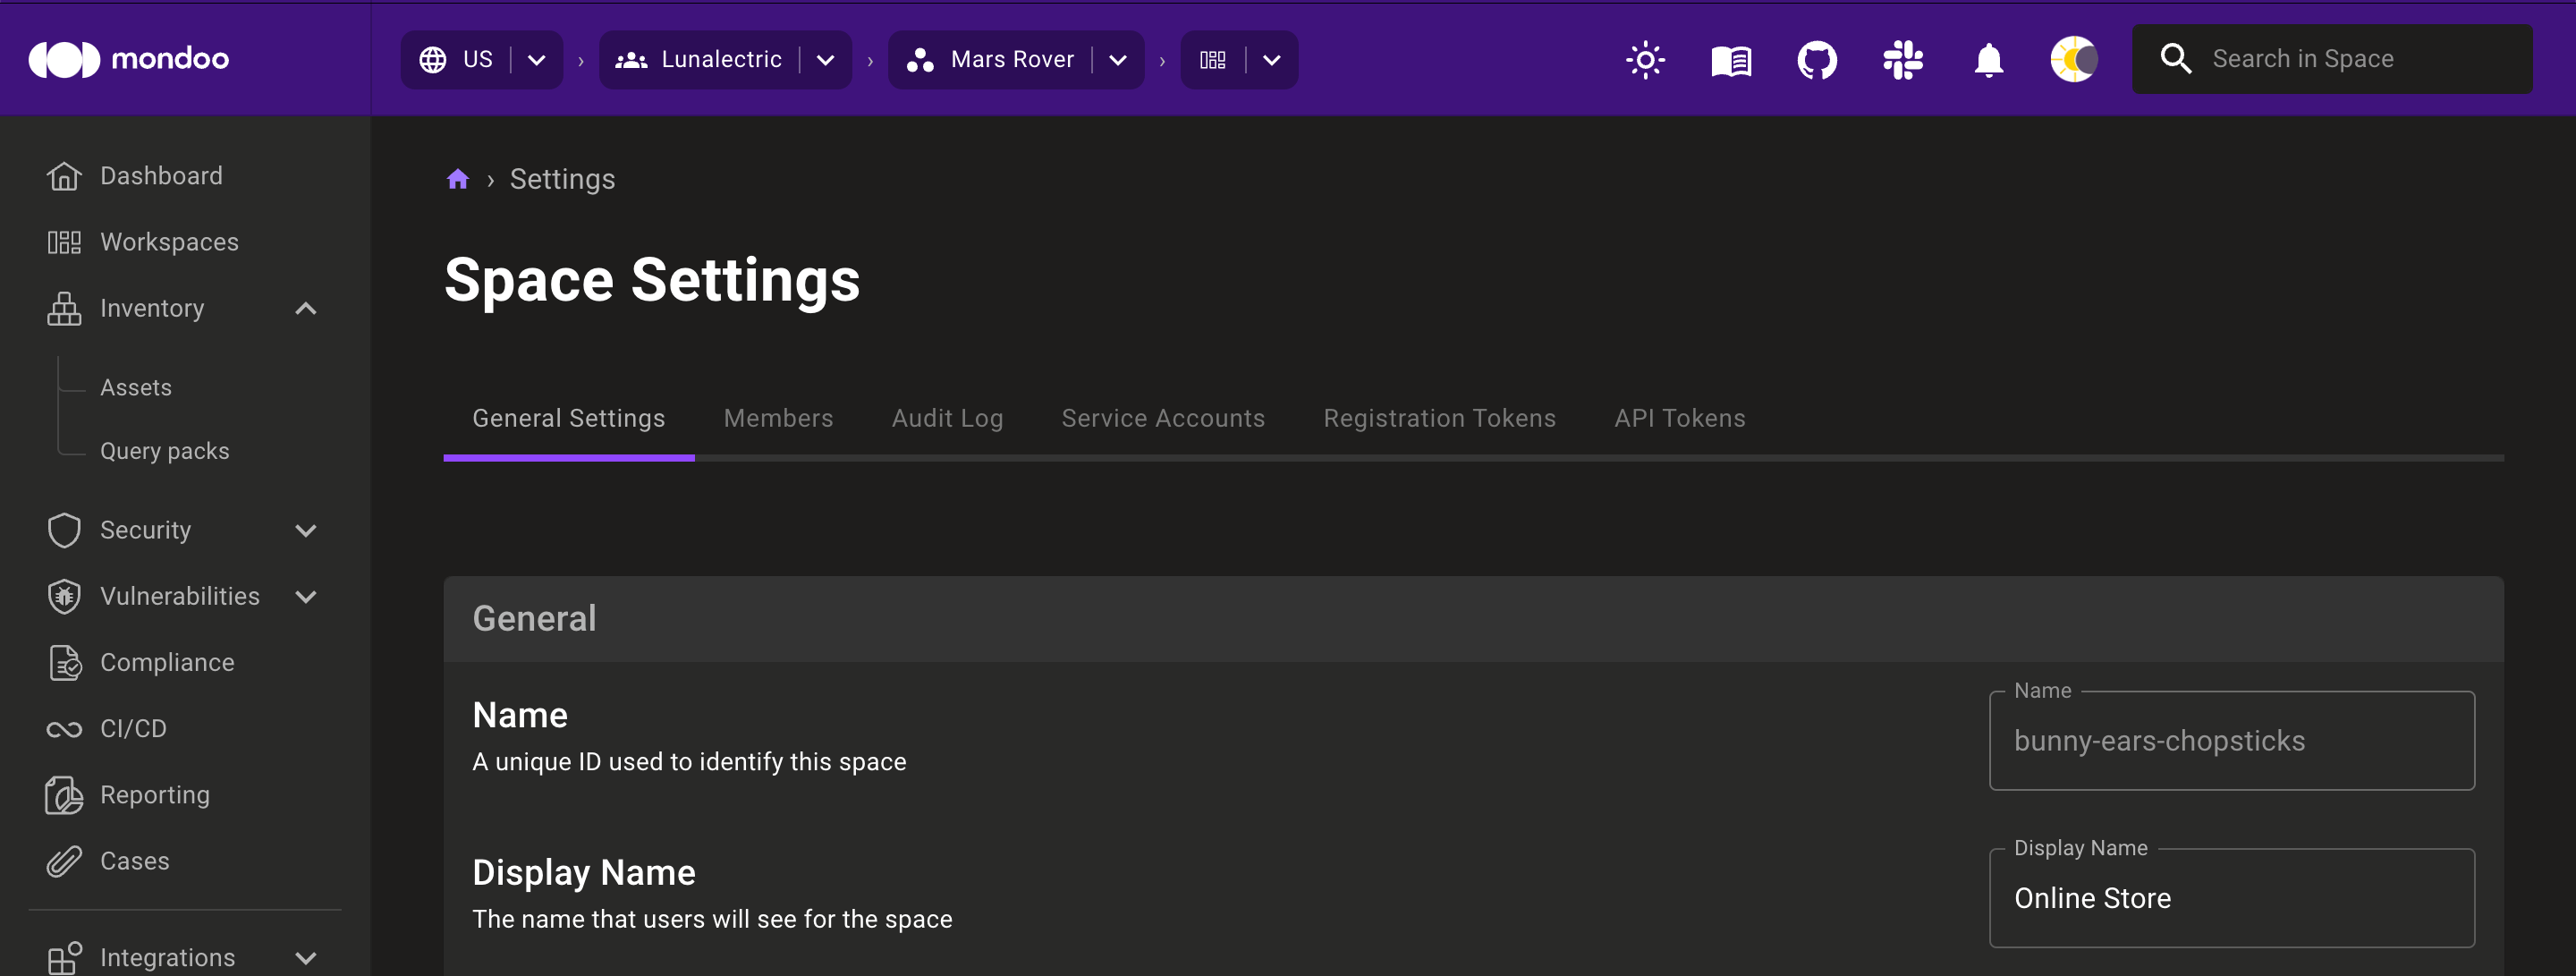 mondoo
US
Lunalectric
Mars Rover
Search in Space
Dashboard
Workspaces
Inventory
Assets
Query packs
Security
Vulnerabilities
Compliance
CI/CD
Reporting
Cases
Integrations
› Settings
Space Settings
General Settings Members Audit Log Service Accounts Registration Tokens API Tokens
General
Name
A unique ID used to identify this space
Name
bunny-ears-chopsticks
Display Name
The name that users will see for the space
Display Name
Online Store